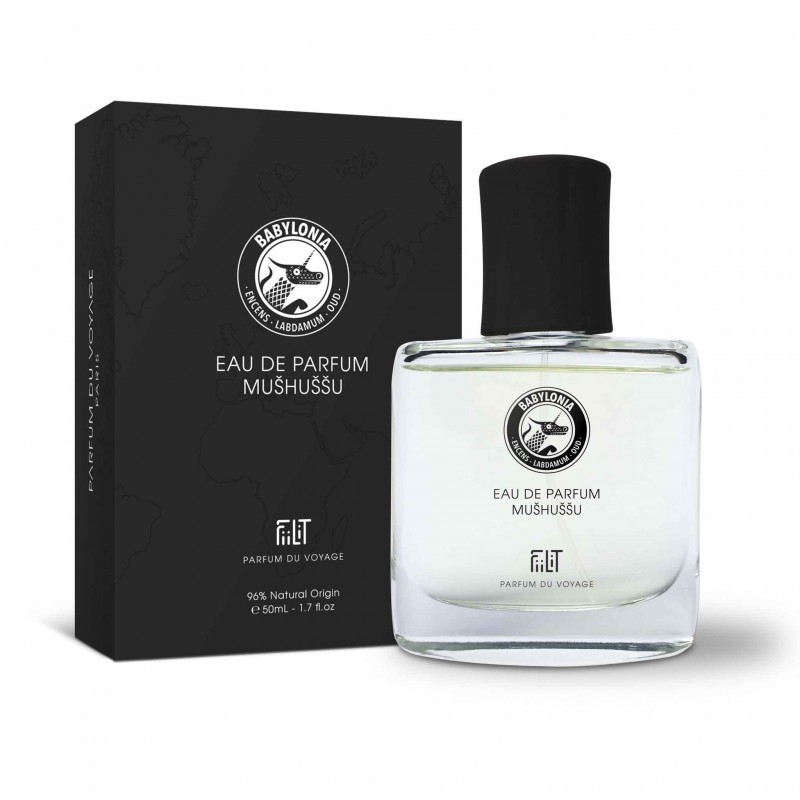 BABYLONIA
ENCENS · LABDAMUM · OUD
EAU DE PARFUM
MUŠHUŠŠU
FiiLiT
PARFUM DU VOYAGE
96% Natural Origin
℮ 50mL - 1.7 fl.oz
PARFUM DU VOYAGE
PARIS
BABYLONIA
ENCENS · LABDAMUM · OUD
EAU DE PARFUM
MUŠHUŠŠU
FiiLiT
PARFUM DU VOYAGE